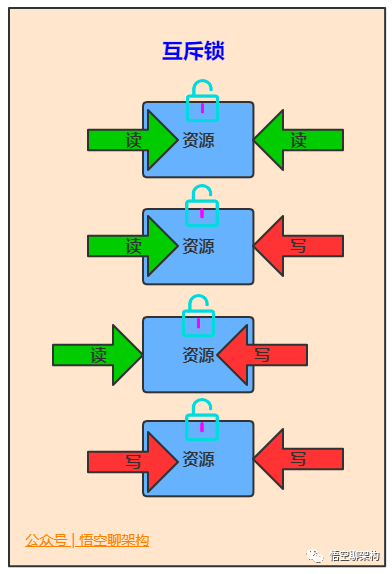 互斥锁
读 资源 读
读 资源 写
读 资源 写
写 资源 写
公众号 | 悟空聊架构
悟空聊架构